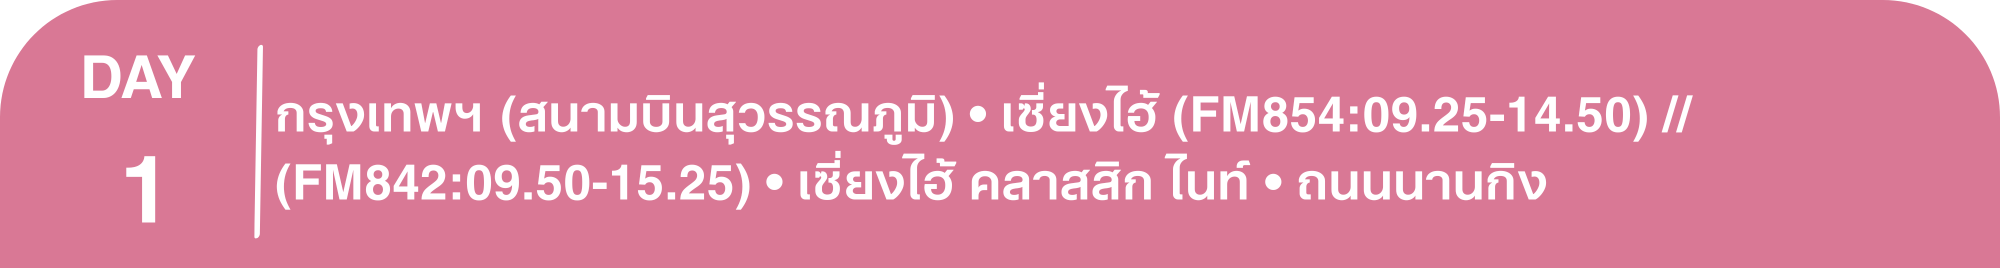 DAY
1
กรุงเทพฯ (สนามบินสุวรรณภูมิ) • เซี่ยงไฮ้ (FM854:09.25-14.50) //
(FM842:09.50-15.25) • เซี่ยงไฮ้ คลาสสิก ไนท์ • ถนนนานกิง